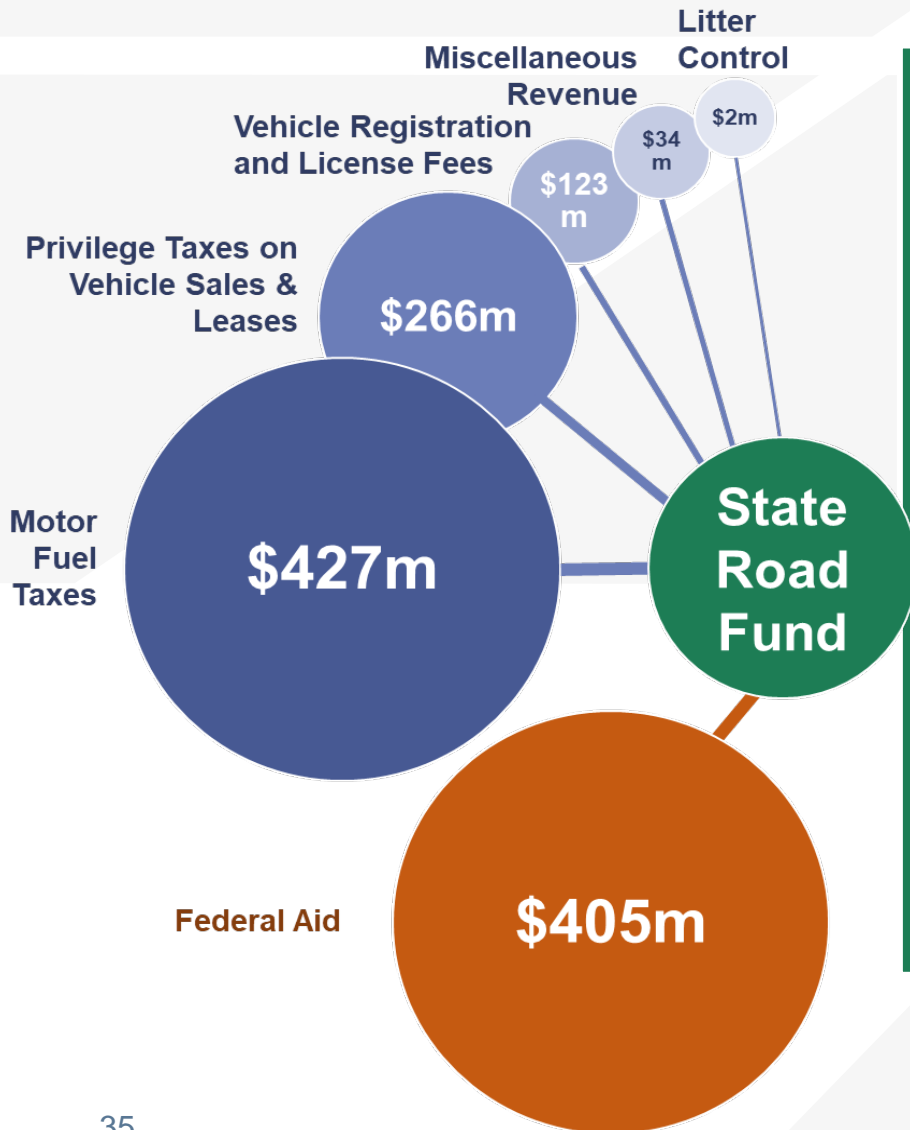 Litter
Control
$2m
Miscellaneous
Revenue
$34
m
Vehicle Registration
and License Fees
$123
m
Privilege Taxes on
Vehicle Sales &
Leases
$266m
Motor
Fuel
Taxes
$427m
State
Road
Fund
Federal Aid
$405m
35